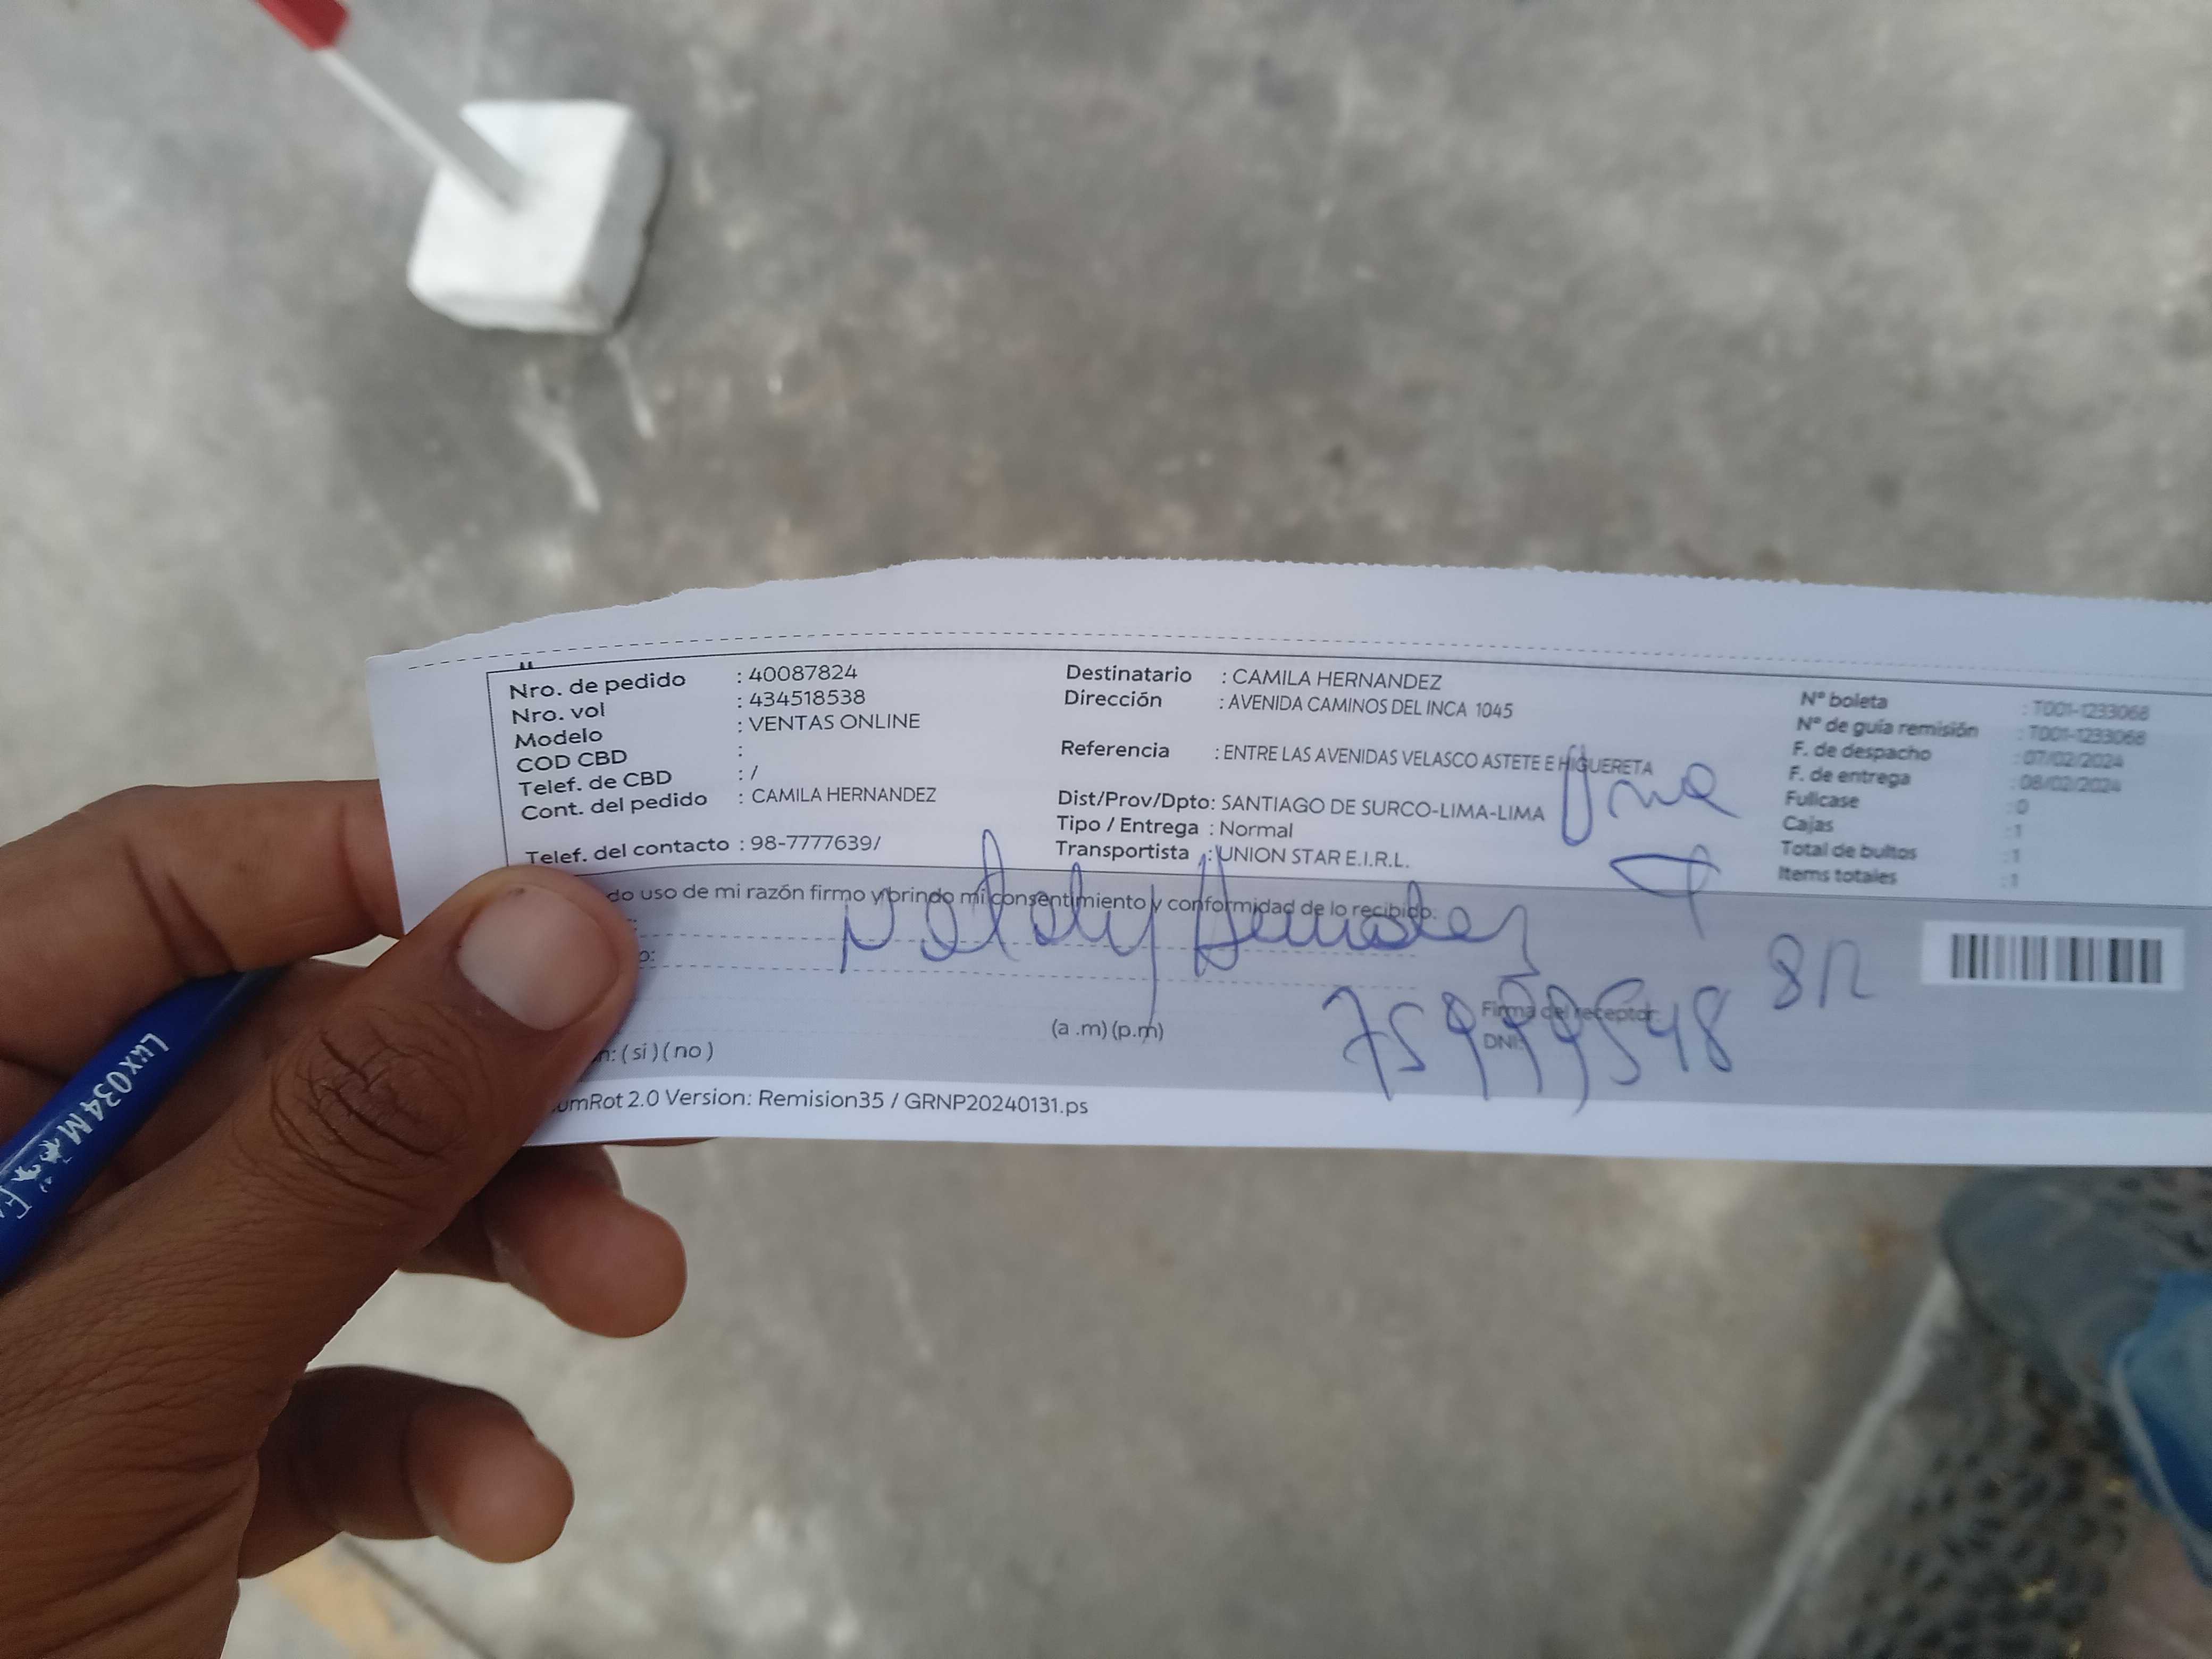 Nro. de pedido : 40087824
Nro. vol : 434518538
Modelo : VENTAS ONLINE
COD CBD :
Telef. de CBD : /
Cont. del pedido : CAMILA HERNANDEZ
Telef. del contacto : 98-7777639/
Destinatario : CAMILA HERNANDEZ
Dirección : AVENIDA CAMINOS DEL INCA 1045
Referencia : ENTRE LAS AVENIDAS VELASCO ASTETE E HIGUERETA
Dist/Prov/Dpto: SANTIAGO DE SURCO-LIMA-LIMA
Tipo / Entrega : Normal
Transportista : UNION STAR E.I.R.L.
Nº boleta : T001-1233068
Nº de guía remisión : T001-1233068
F. de despacho : 07/02/2024
F. de entrega : 08/02/2024
Fullcase : 0
Cajas : 1
Total de bultos : 1
Items totales : 1
do uso de mi razón firmo y brindo mi consentimiento y conformidad de lo recibido.
o:
Firma del receptor:
DNI:
(a .m) (p.m)
n: ( si ) ( no )
umRot 2.0 Version: Remision35 / GRNP20240131.ps
Lux034M